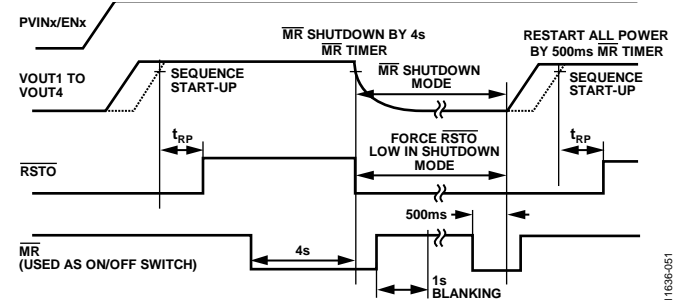 PVINx/ENx
MR SHUTDOWN BY 4s
MR TIMER
RESTART ALL POWER
BY 500ms MR TIMER
VOUT1 TO
VOUT4
SEQUENCE
START-UP
MR SHUTDOWN
MODE
SEQUENCE
START-UP
tRP
FORCE RSTO
LOW IN SHUTDOWN
MODE
tRP
RSTO
500ms
MR
(USED AS ON/OFF SWITCH)
4s
1s
BLANKING
11636-051